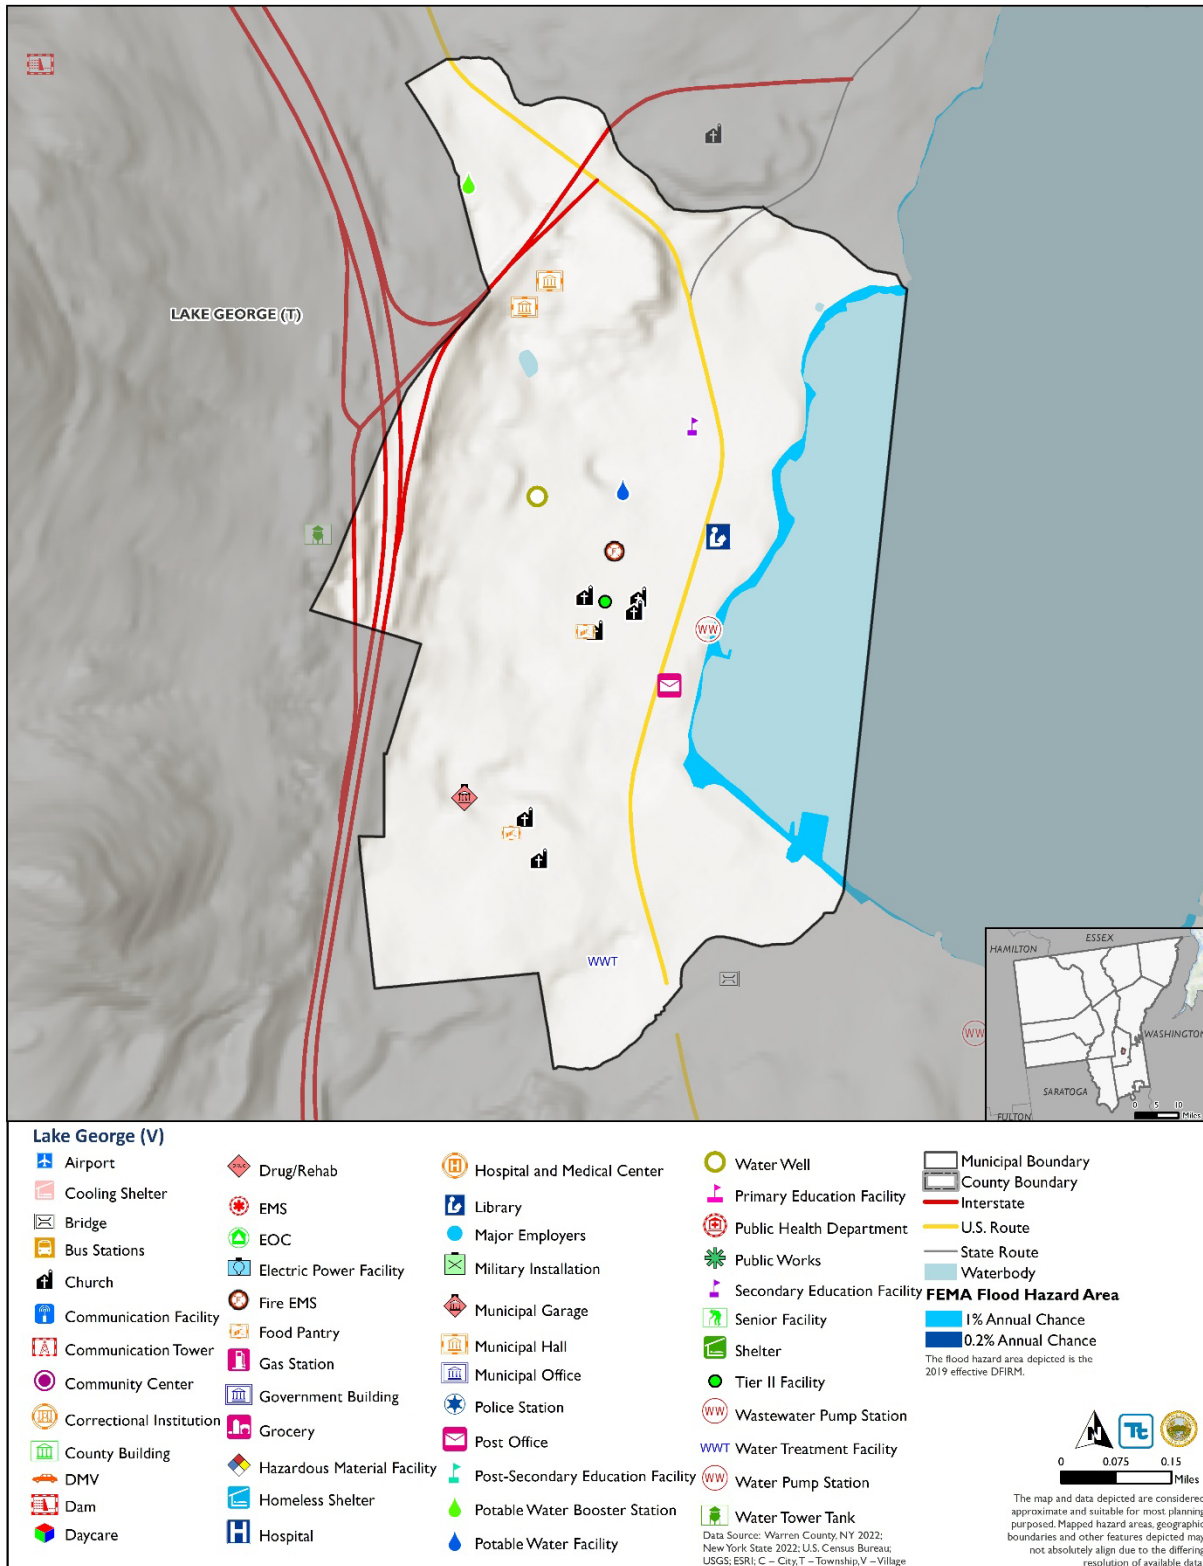 LAKE GEORGE (T)
F
WW
WWT
WW
HAMILTON
ESSEX
WASHINGTON
SARATOGA
FULTON
0 5 10
Miles
Lake George (V)
Airport
Cooling Shelter
Bridge
Bus Stations
Church
Communication Facility
Communication Tower
Community Center
Correctional Institution
County Building
DMV
Dam
Daycare
Drug/Rehab
EMS
EOC
Electric Power Facility
F
Fire EMS
Food Pantry
Gas Station
Government Building
Grocery
Hazardous Material Facility
Homeless Shelter
H
Hospital
H
Hospital and Medical Center
Library
Major Employers
Military Installation
Municipal Garage
Municipal Hall
Municipal Office
Police Station
Post Office
Post-Secondary Education Facility
Potable Water Booster Station
Potable Water Facility
Water Well
Primary Education Facility
Public Health Department
Public Works
Secondary Education Facility
Senior Facility
Shelter
Tier II Facility
WW Wastewater Pump Station
WWT Water Treatment Facility
WW Water Pump Station
Water Tower Tank
Data Source: Warren County, NY 2022;
New York State 2022; U.S. Census Bureau;
USGS; ESRI; C – City, T – Township, V – Village
Municipal Boundary
County Boundary
Interstate
U.S. Route
State Route
Waterbody
FEMA Flood Hazard Area
1% Annual Chance
0.2% Annual Chance
The flood hazard area depicted is the
2019 effective DFIRM.
N
Tt
0 0.075 0.15
Miles
The map and data depicted are considered
approximate and suitable for most planning
purposed. Mapped hazard areas, geographic
boundaries and other features depicted may
not absolutely align due to the differing
resolution of available data.